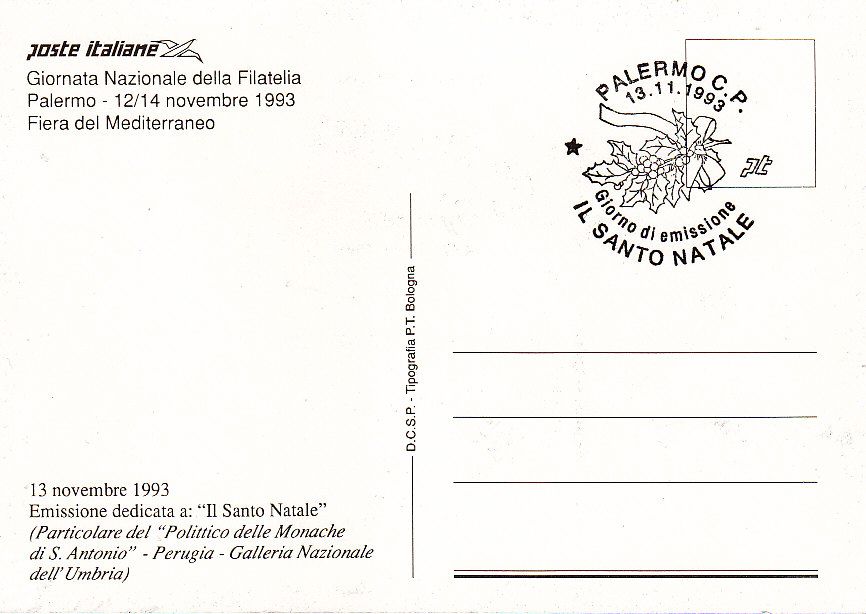 poste italiane
Giornata Nazionale della Filatelia
Palermo - 12/14 novembre 1993
Fiera del Mediterraneo
PALERMO C.P.
13.11.1993
pt
Giorno di emissione
IL SANTO NATALE
D.C.S.P. - Tipografia P.T. Bologna
13 novembre 1993
Emissione dedicata a: “Il Santo Natale”
(Particolare del “Polittico delle Monache
di S. Antonio” - Perugia - Galleria Nazionale
dell'Umbria)